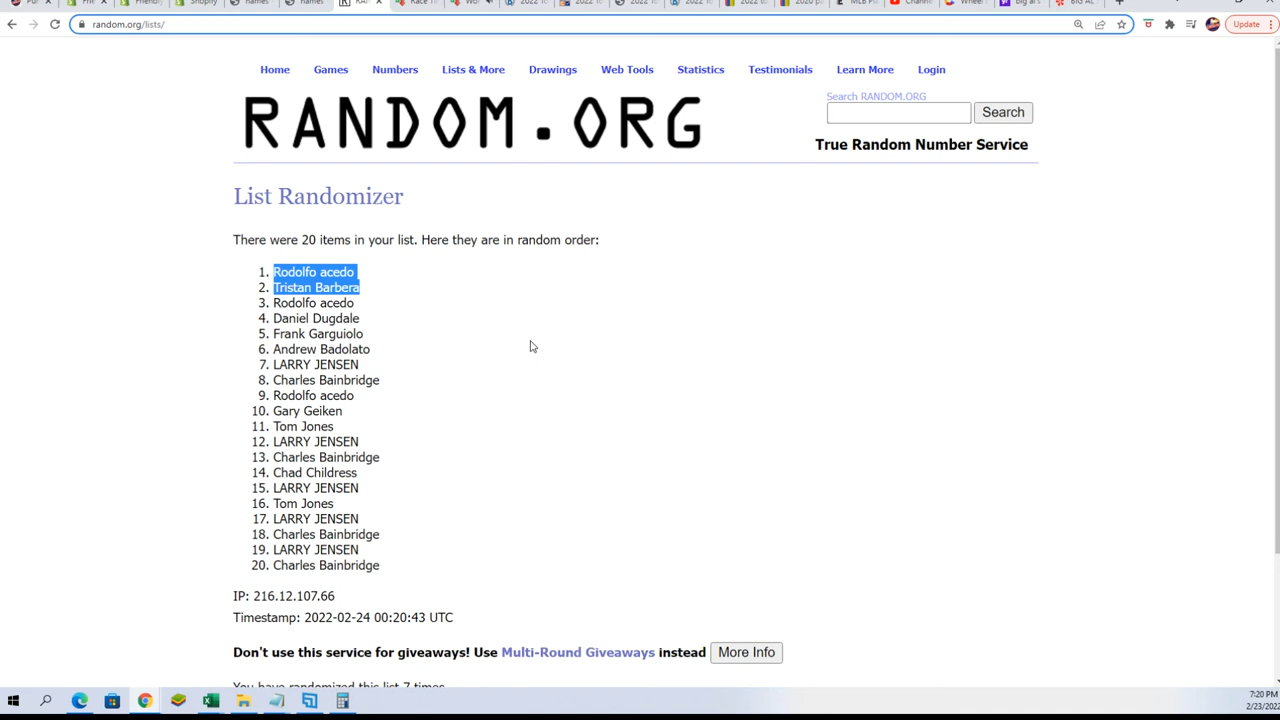 names
names
Shopify
random.org/lists/
Update
Home Games Numbers Lists & More Drawings Web Tools Statistics Testimonials Learn More Login
RANDOM.ORG
Search RANDOM.ORG
Search
True Random Number Service
List Randomizer
There were 20 items in your list. Here they are in random order:
1. Rodolfo acedo
2. Tristan Barbera
3. Rodolfo acedo
4. Daniel Dugdale
5. Frank Garguiolo
6. Andrew Badolato
7. LARRY JENSEN
8. Charles Bainbridge
9. Rodolfo acedo
10. Gary Geiken
11. Tom Jones
12. LARRY JENSEN
13. Charles Bainbridge
14. Chad Childress
15. LARRY JENSEN
16. Tom Jones
17. LARRY JENSEN
18. Charles Bainbridge
19. LARRY JENSEN
20. Charles Bainbridge
IP: 216.12.107.66
Timestamp: 2022-02-24 00:20:43 UTC
Don't use this service for giveaways! Use Multi-Round Giveaways instead More Info
You have randomized this list 7 times
7:20 PM